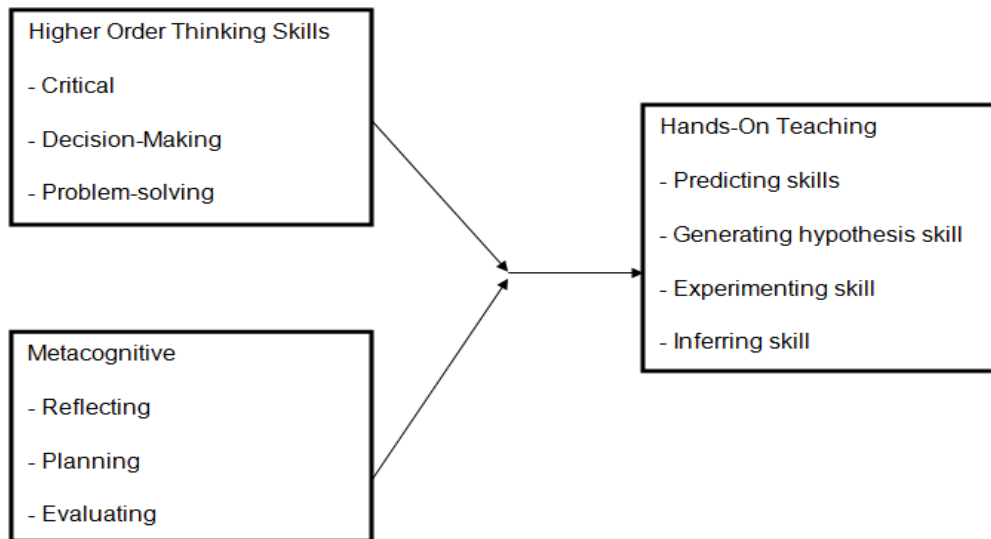 Higher Order Thinking Skills
- Critical
- Decision-Making
- Problem-solving
Metacognitive
- Reflecting
- Planning
- Evaluating
Hands-On Teaching
- Predicting skills
- Generating hypothesis skill
- Experimenting skill
- Inferring skill